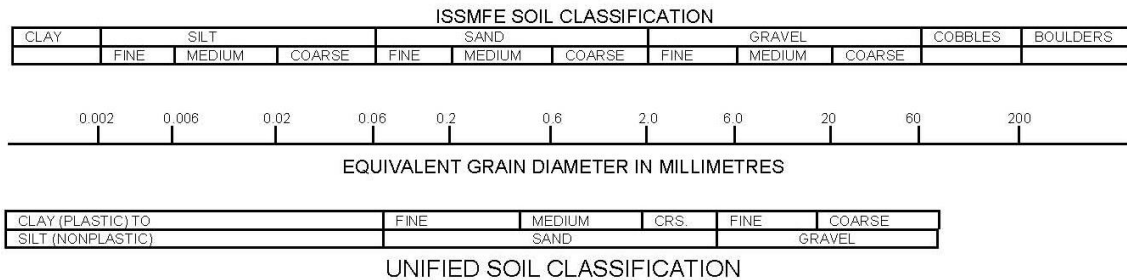 ISSMFE SOIL CLASSIFICATION
CLAY SILT SAND GRAVEL COBBLES BOULDERS
FINE MEDIUM COARSE FINE MEDIUM COARSE FINE MEDIUM COARSE
0.002 0.006 0.02 0.06 0.2 0.6 2.0 6.0 20 60 200
EQUIVALENT GRAIN DIAMETER IN MILLIMETRES
CLAY (PLASTIC) TO FINE MEDIUM CRS. FINE COARSE
SILT (NONPLASTIC) SAND GRAVEL
UNIFIED SOIL CLASSIFICATION